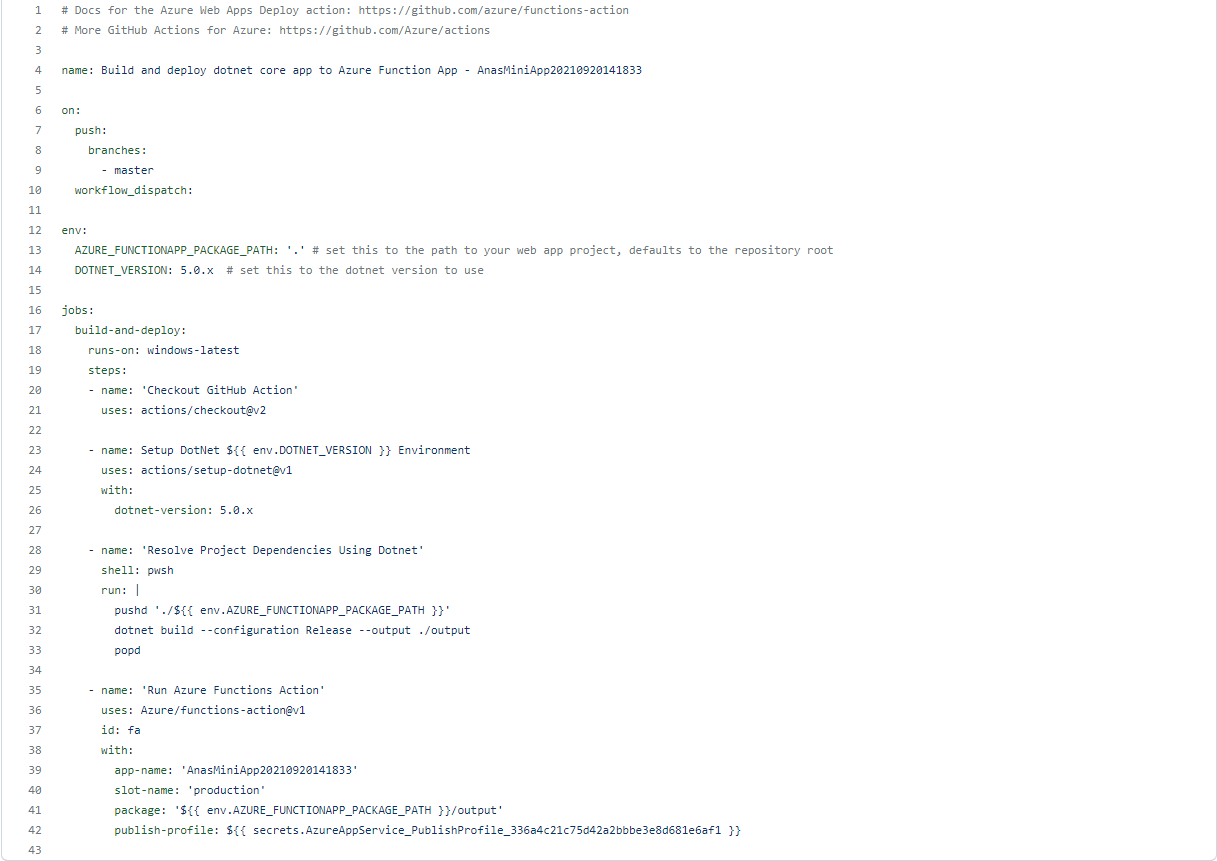 1 # Docs for the Azure Web Apps Deploy action: https://github.com/azure/functions-action
2 # More GitHub Actions for Azure: https://github.com/Azure/actions
3
4 name: Build and deploy dotnet core app to Azure Function App - AnasMiniApp20210920141833
5
6 on:
7   push:
8     branches:
9       - master
10   workflow_dispatch:
11
12 env:
13   AZURE_FUNCTIONAPP_PACKAGE_PATH: '.' # set this to the path to your web app project, defaults to the repository root
14   DOTNET_VERSION: 5.0.x  # set this to the dotnet version to use
15
16 jobs:
17   build-and-deploy:
18     runs-on: windows-latest
19     steps:
20     - name: 'Checkout GitHub Action'
21       uses: actions/checkout@v2
22
23     - name: Setup DotNet ${{ env.DOTNET_VERSION }} Environment
24       uses: actions/setup-dotnet@v1
25       with:
26         dotnet-version: 5.0.x
27
28     - name: 'Resolve Project Dependencies Using Dotnet'
29       shell: pwsh
30       run: |
31         pushd './${{ env.AZURE_FUNCTIONAPP_PACKAGE_PATH }}'
32         dotnet build --configuration Release --output ./output
33         popd
34
35     - name: 'Run Azure Functions Action'
36       uses: Azure/functions-action@v1
37       id: fa
38       with:
39         app-name: 'AnasMiniApp20210920141833'
40         slot-name: 'production'
41         package: '${{ env.AZURE_FUNCTIONAPP_PACKAGE_PATH }}/output'
42         publish-profile: ${{ secrets.AzureAppService_PublishProfile_336a4c21c75d42a2bbbe3e8d681e6af1 }}
43